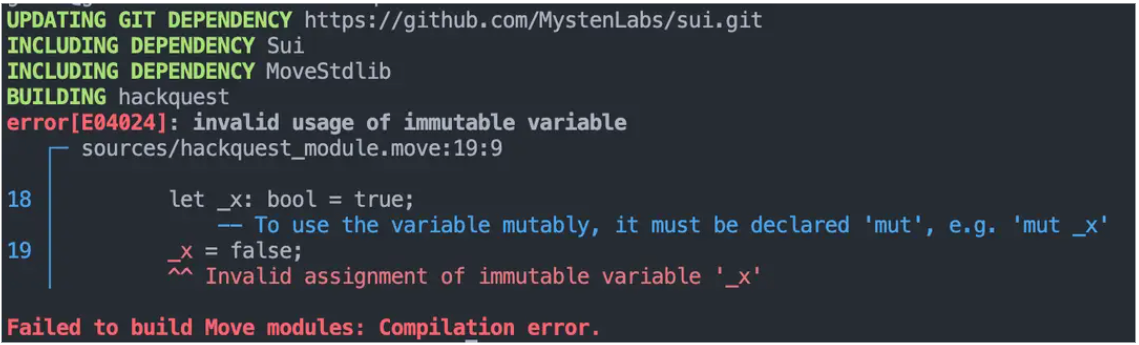 UPDATING GIT DEPENDENCY https://github.com/MystenLabs/sui.git
INCLUDING DEPENDENCY Sui
INCLUDING DEPENDENCY MoveStdlib
BUILDING hackquest
error[E04024]: invalid usage of immutable variable
sources/hackquest_module.move:19:9
18 let _x: bool = true;
-- To use the variable mutably, it must be declared 'mut', e.g. 'mut _x'
19 _x = false;
^^ Invalid assignment of immutable variable '_x'
Failed to build Move modules: Compilation error.